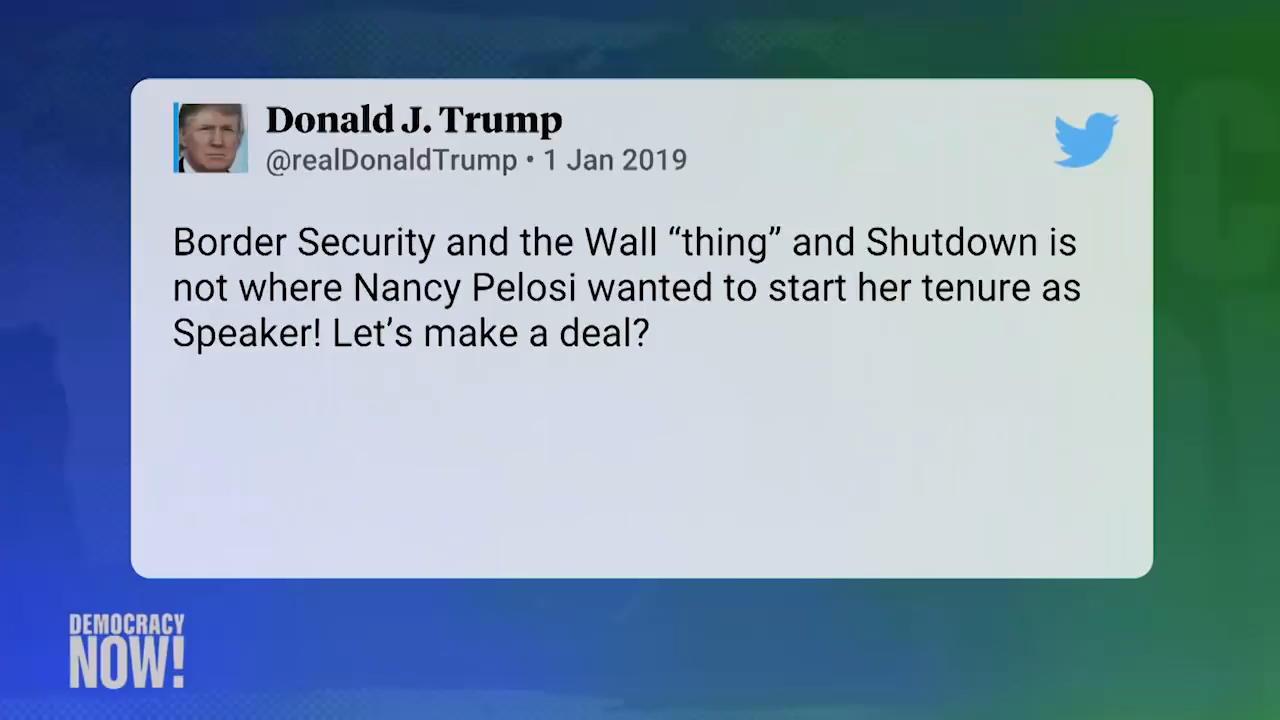 Donald J. Trump
@realDonaldTrump • 1 Jan 2019
Border Security and the Wall “thing” and Shutdown is
not where Nancy Pelosi wanted to start her tenure as
Speaker! Let’s make a deal?
DEMOCRACY
NOW!